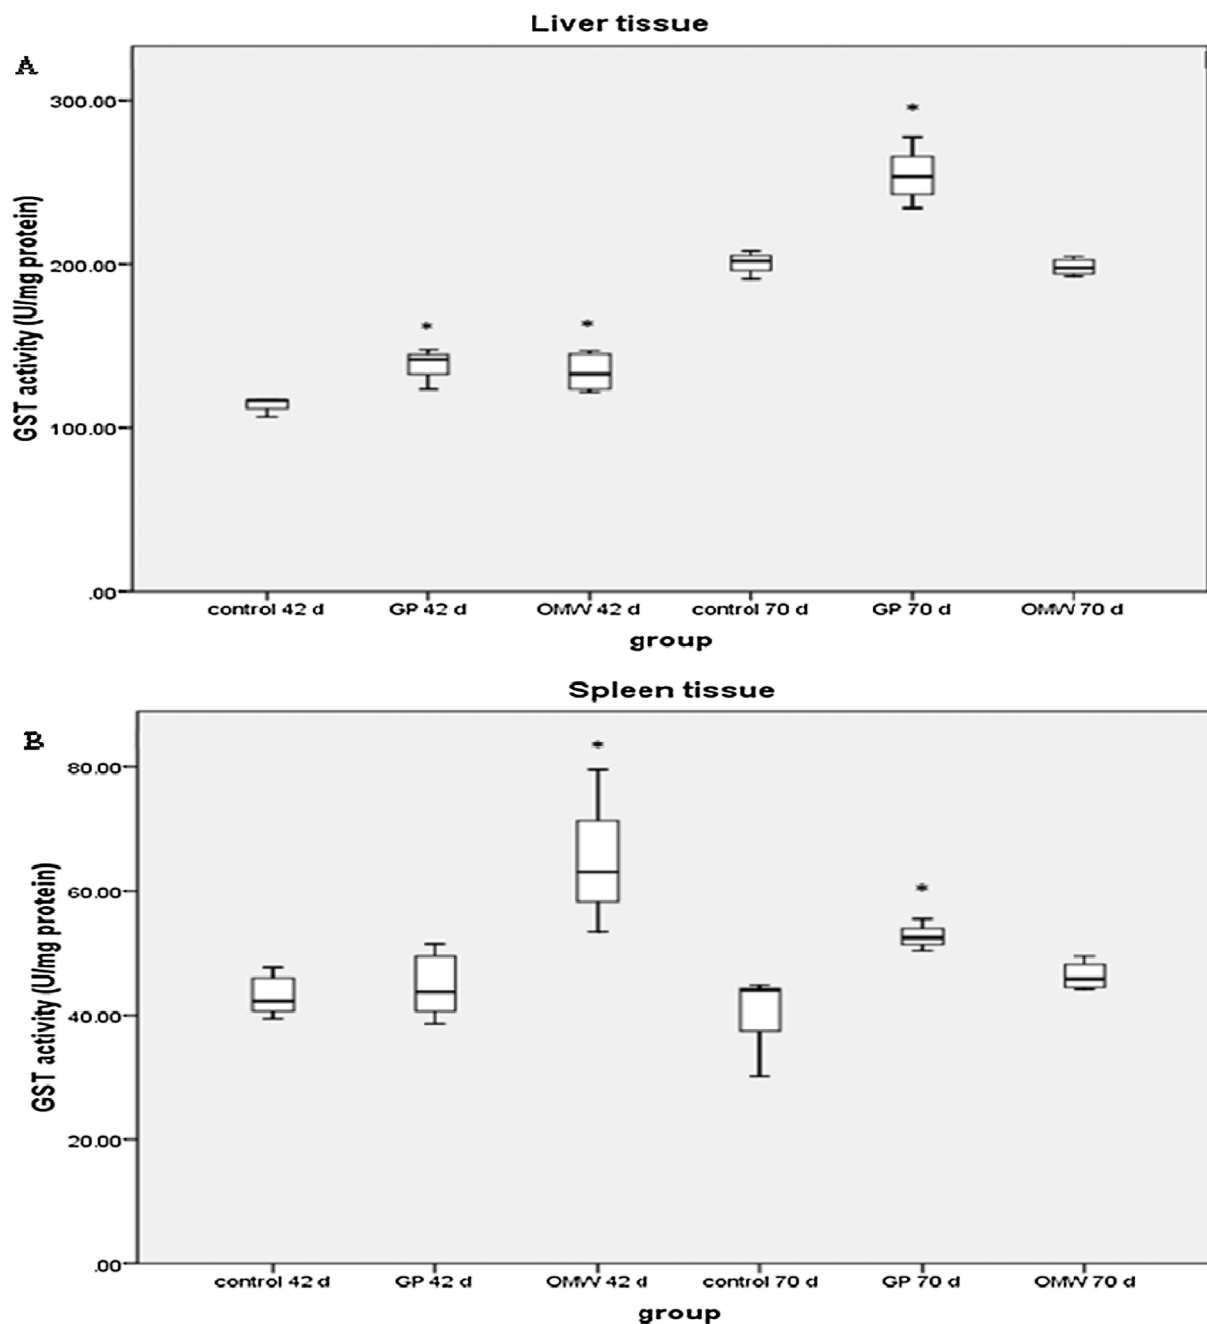 Liver tissue
A
GST activity (U/mg protein)
300.00
200.00
100.00
.00
*
*
*
control 42 d GP 42 d OMW 42 d control 70 d GP 70 d OMW 70 d
group
Spleen tissue
B
GST activity (U/mg protein)
80.00
60.00
40.00
20.00
.00
*
*
control 42 d GP 42 d OMW 42 d control 70 d GP 70 d OMW 70 d
group